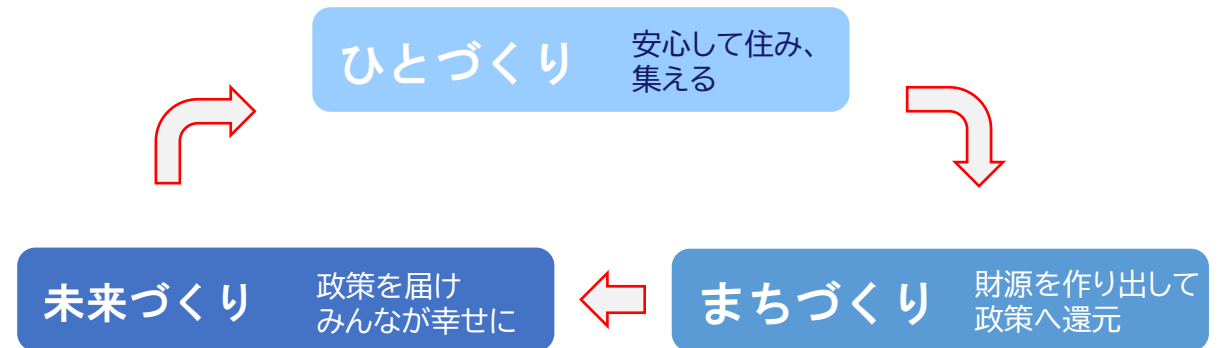 ひとづくり
安心して住み、
集える
未来づくり
政策を届け
みんなが幸せに
まちづくり
財源を作り出して
政策へ還元